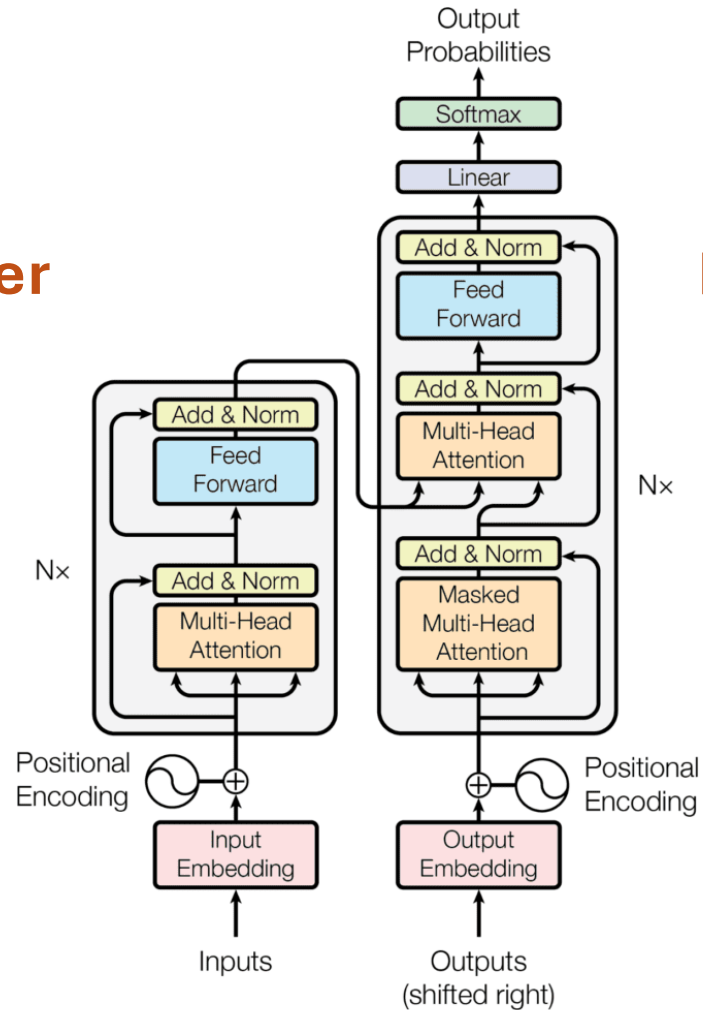 Output
Probabilities
Softmax
Linear
Add & Norm
Feed
Forward
Add & Norm
Multi-Head
Attention
Add & Norm
Masked
Multi-Head
Attention
Nx
Positional
Encoding
Output
Embedding
Outputs
(shifted right)
er
Add & Norm
Feed
Forward
Add & Norm
Multi-Head
Attention
Nx
Positional
Encoding
Input
Embedding
Inputs